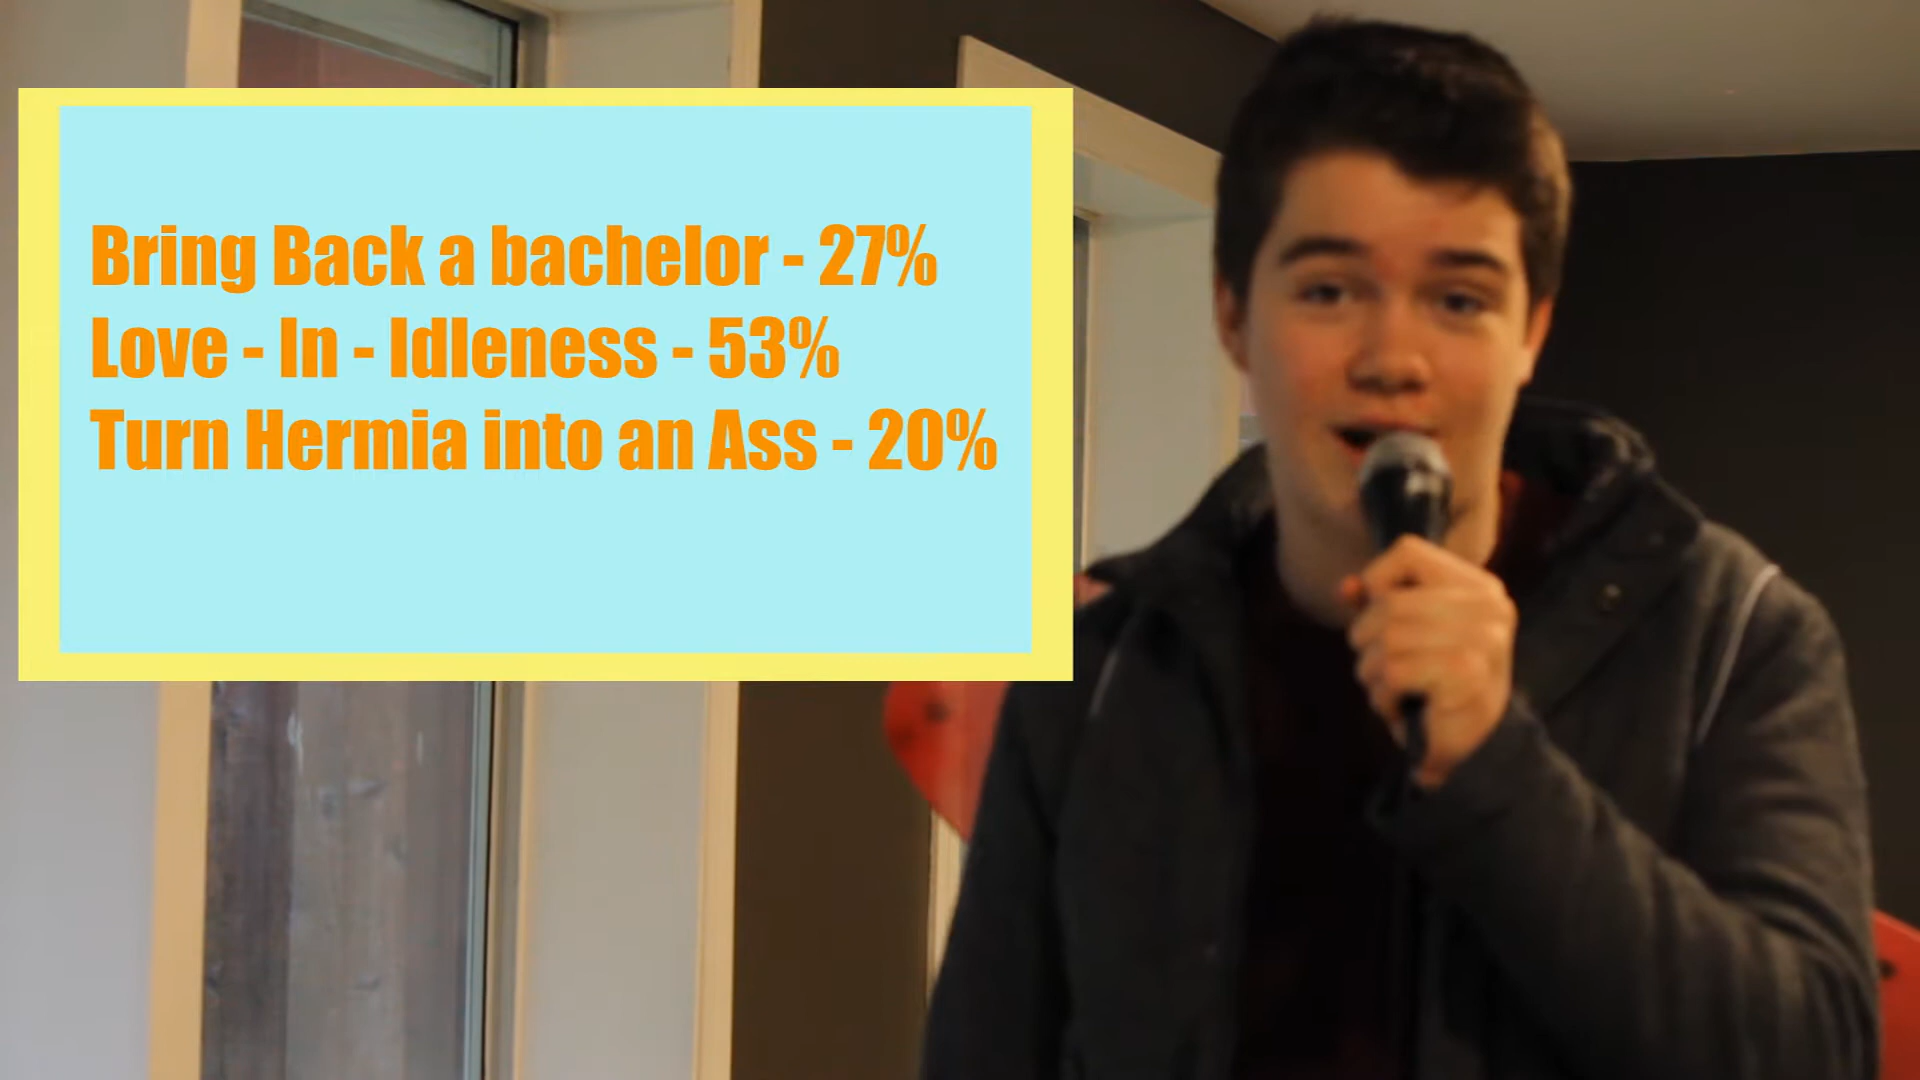 Bring Back a bachelor - 27%
Love - In - Idleness - 53%
Turn Hermia into an Ass - 20%